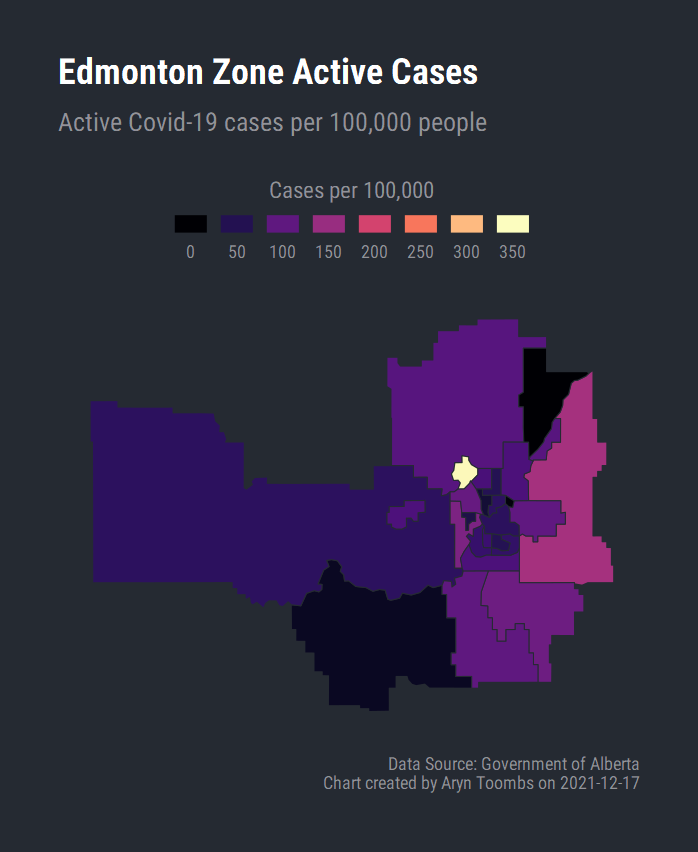 Edmonton Zone Active Cases
Active Covid-19 cases per 100,000 people
Cases per 100,000
0 50 100 150 200 250 300 350
Data Source: Government of Alberta
Chart created by Aryn Toombs on 2021-12-17